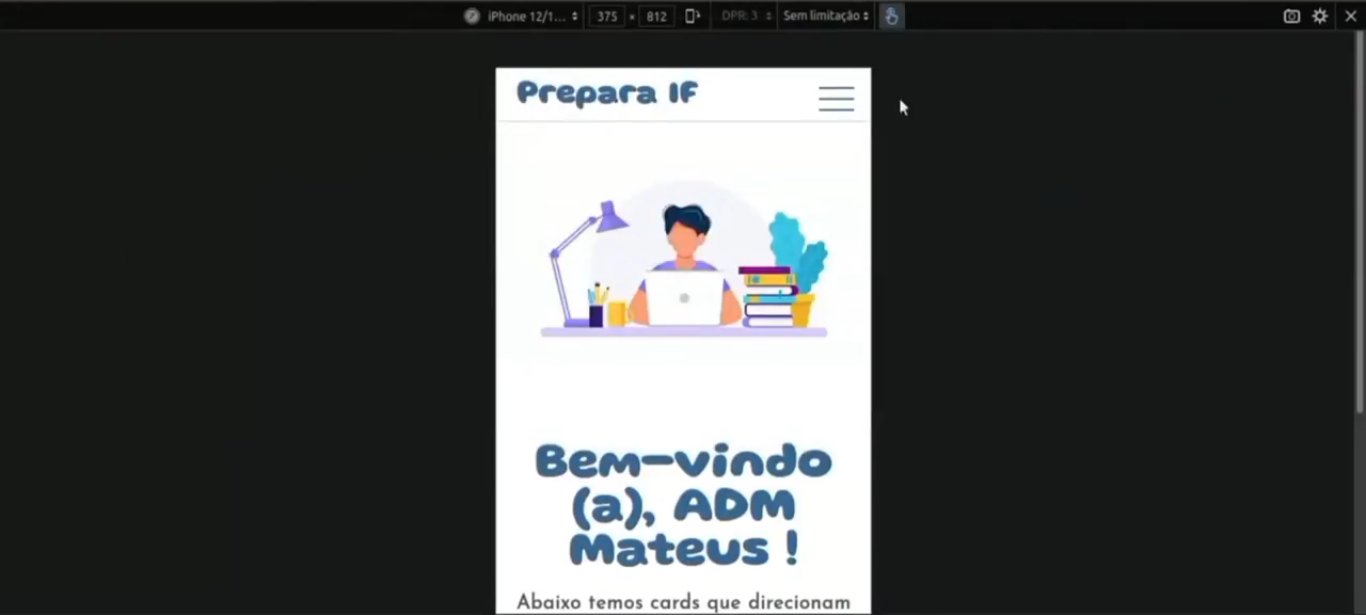 iPhone 12/1... 375 × 812 DPR: 3 Sem limitação
Prepara IF
Bem-vindo
(a), ADM
Mateus !
Abaixo temos cards que direcionam